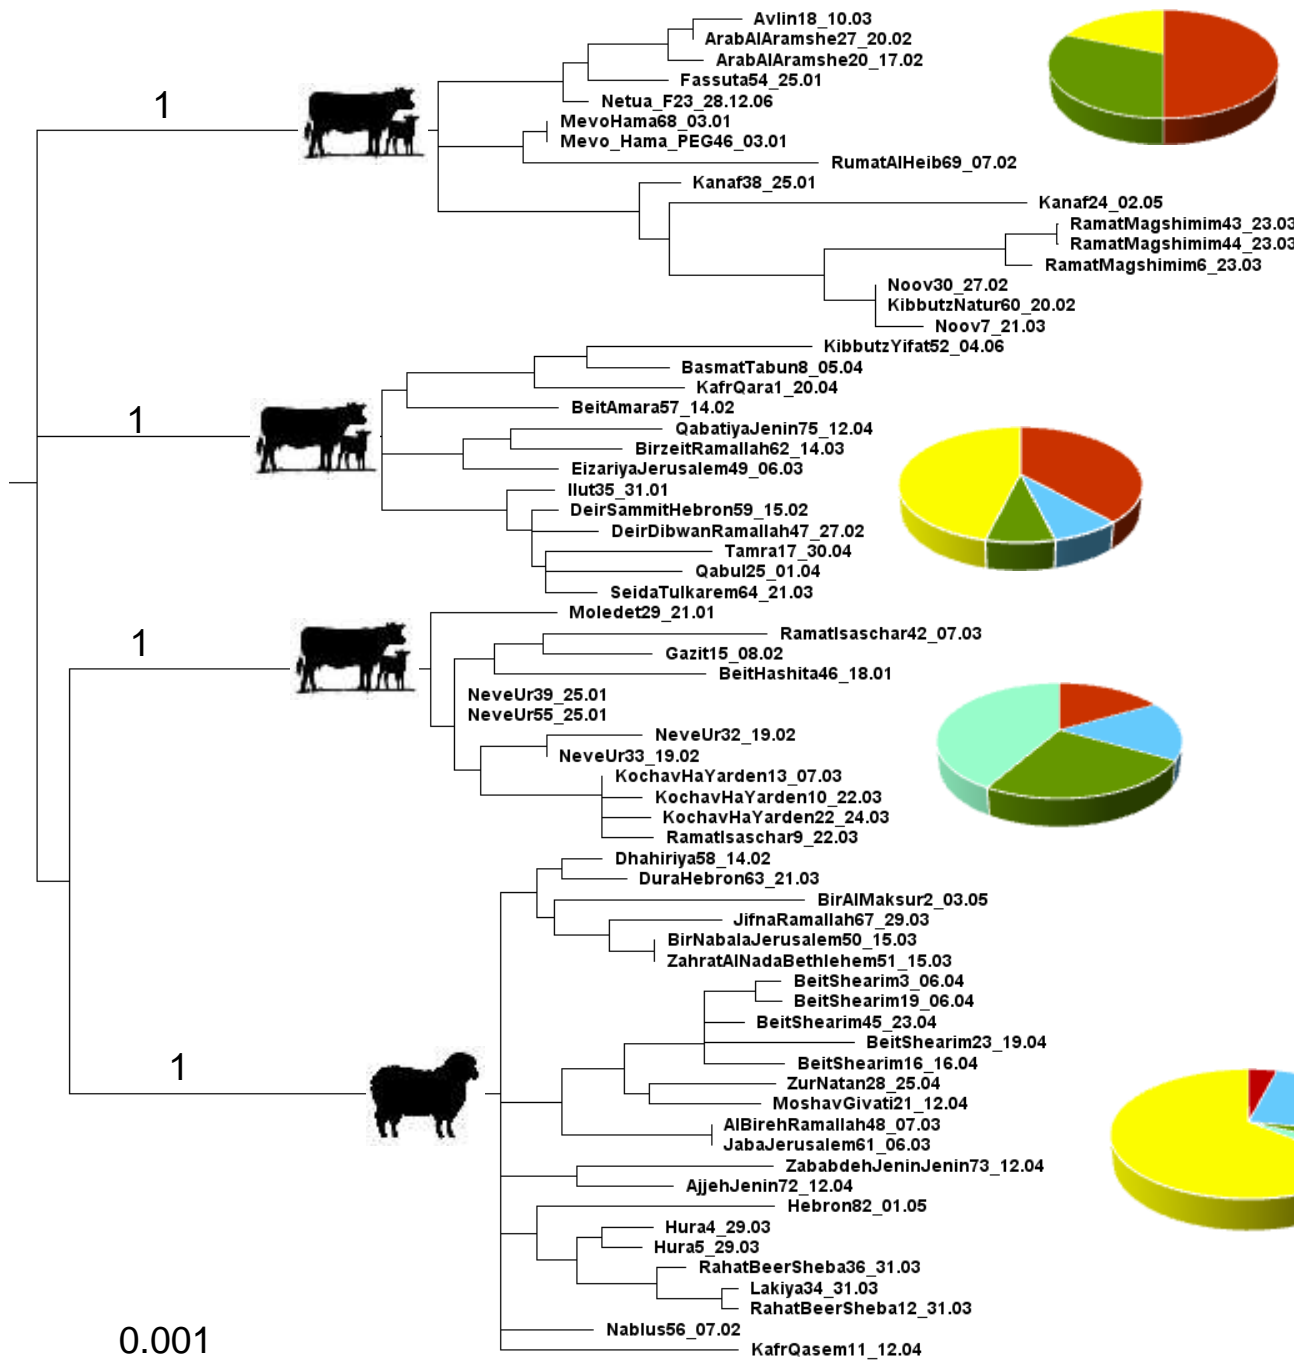 Avlin18_10.03
ArabAlAramshe27_20.02
ArabAlAramshe20_17.02
Fassuta54_25.01
1
Netua_F23_28.12.06
MevoHama68_03.01
Mevo_Hama_PEG46_03.01
RumatAlHeib69_07.02
Kanaf38_25.01
Kanaf24_02.05
RamatMagshimim43_23.03
RamatMagshimim44_23.03
RamatMagshimim6_23.03
Noov30_27.02
KibbutzNatur60_20.02
Noov7_21.03
KibbutzYifat52_04.06
BasmatTabun8_05.04
KafrQara1_20.04
BeitAmara57_14.02
1
QabatiyaJenin75_12.04
BirzeitRamallah62_14.03
EizariyaJerusalem49_06.03
Ilut35_31.01
DeirSammitHebron59_15.02
DeirDibwanRamallah47_27.02
Tamra17_30.04
Qabul25_01.04
SeidaTulkarem64_21.03
Moledet29_21.01
RamatIsaschar42_07.03
1
Gazit15_08.02
BeitHashita46_18.01
NeveUr39_25.01
NeveUr55_25.01
NeveUr32_19.02
NeveUr33_19.02
KochavHaYarden13_07.03
KochavHaYarden10_22.03
KochavHaYarden22_24.03
RamatIsaschar9_22.03
Dhahiriya58_14.02
DuraHebron63_21.03
BirAlMaksur2_03.05
JifnaRamallah67_29.03
BirNabalaJerusalem50_15.03
ZahratAlNadaBethlehem51_15.03
BeitShearim3_06.04
BeitShearim19_06.04
BeitShearim45_23.04
BeitShearim23_19.04
1
BeitShearim16_16.04
ZurNatan28_25.04
MoshavGivati21_12.04
AlBirehRamallah48_07.03
JabaJerusalem61_06.03
ZababdehJeninJenin73_12.04
AjjehJenin72_12.04
Hebron82_01.05
Hura4_29.03
Hura5_29.03
RahatBeerSheba36_31.03
Lakiya34_31.03
RahatBeerSheba12_31.03
Nablus56_07.02
0.001
KafrQasem11_12.04